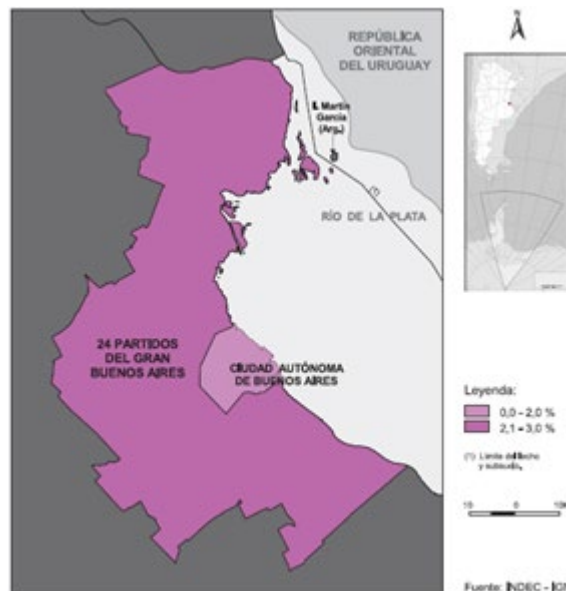 REPÚBLICA
ORIENTAL
DEL URUGUAY
I. Martín
García
(Arg.)
(*)
RÍO DE LA PLATA
24 PARTIDOS
DEL GRAN
BUENOS AIRES
CIUDAD AUTÓNOMA
DE BUENOS AIRES
N
Leyenda:
0,0 – 2,0 %
2,1 – 3,0 %
(*) Límite del lecho
y subsuelo.
10 0
Fuente: INDEC - IGN